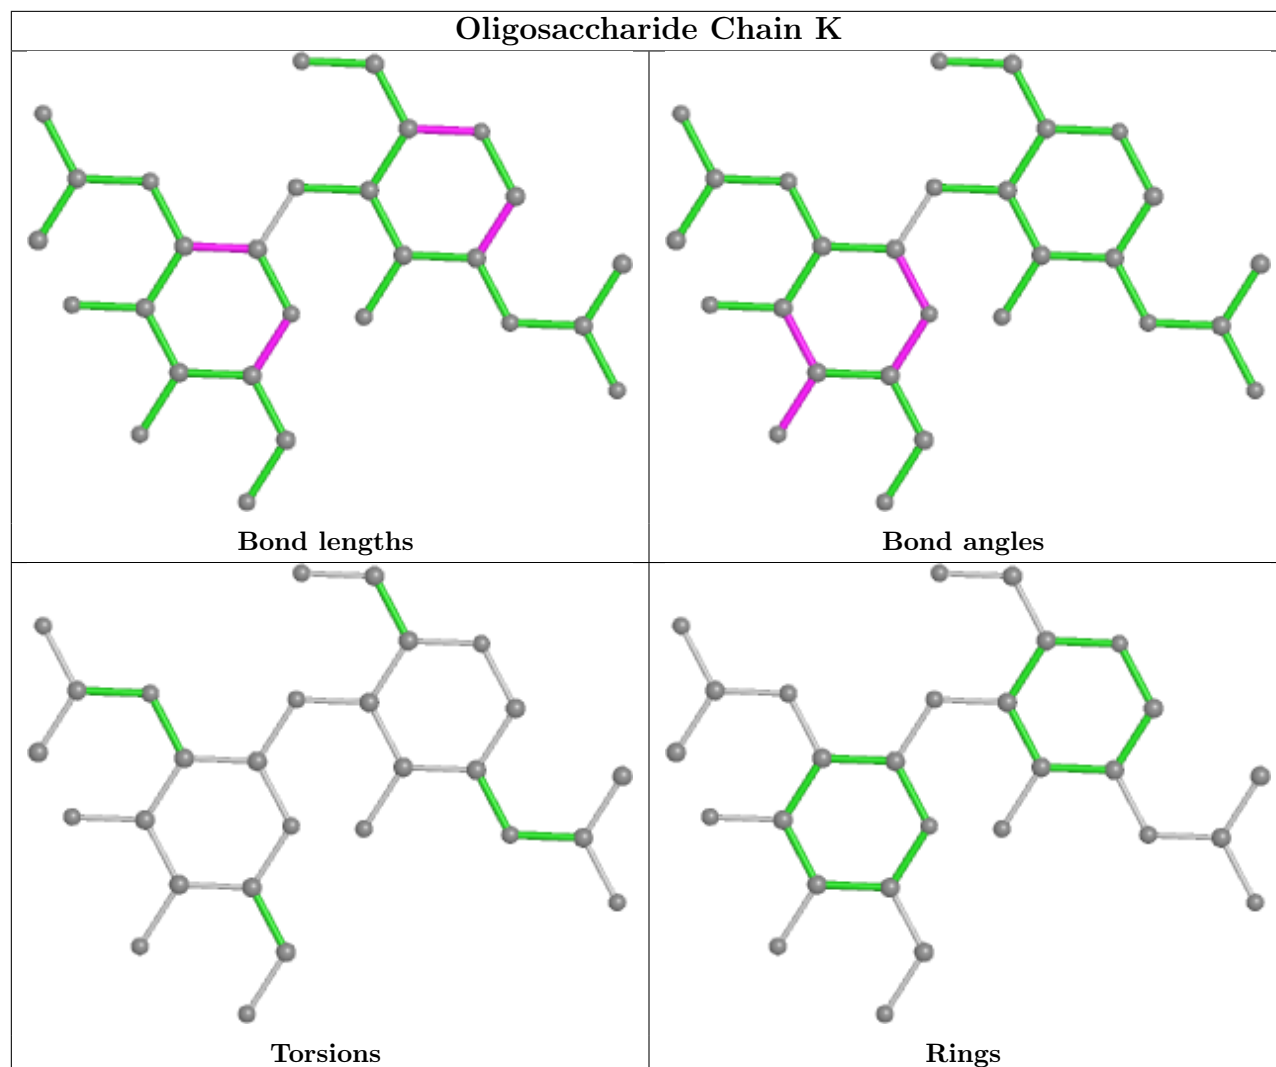 Oligosaccharide Chain K
Bond lengths
Bond angles
Torsions
Rings